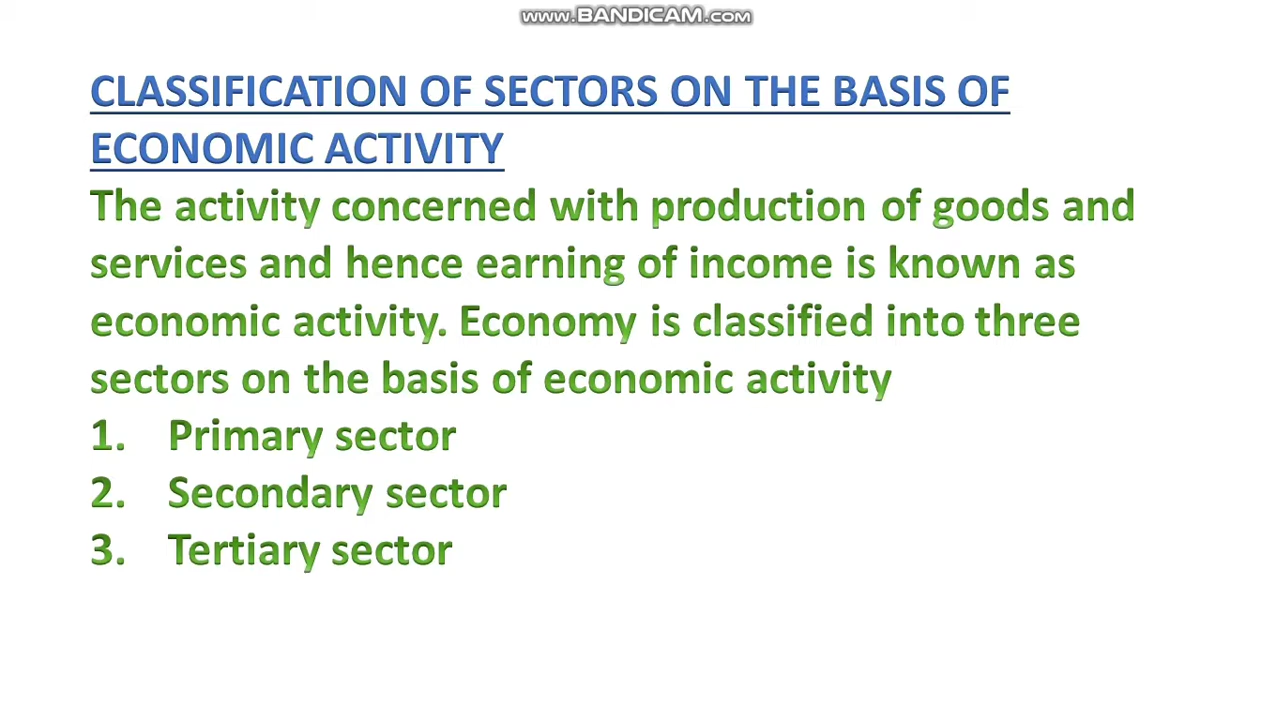 www.BANDICAM.com
CLASSIFICATION OF SECTORS ON THE BASIS OF
ECONOMIC ACTIVITY
The activity concerned with production of goods and
services and hence earning of income is known as
economic activity. Economy is classified into three
sectors on the basis of economic activity
1. Primary sector
2. Secondary sector
3. Tertiary sector